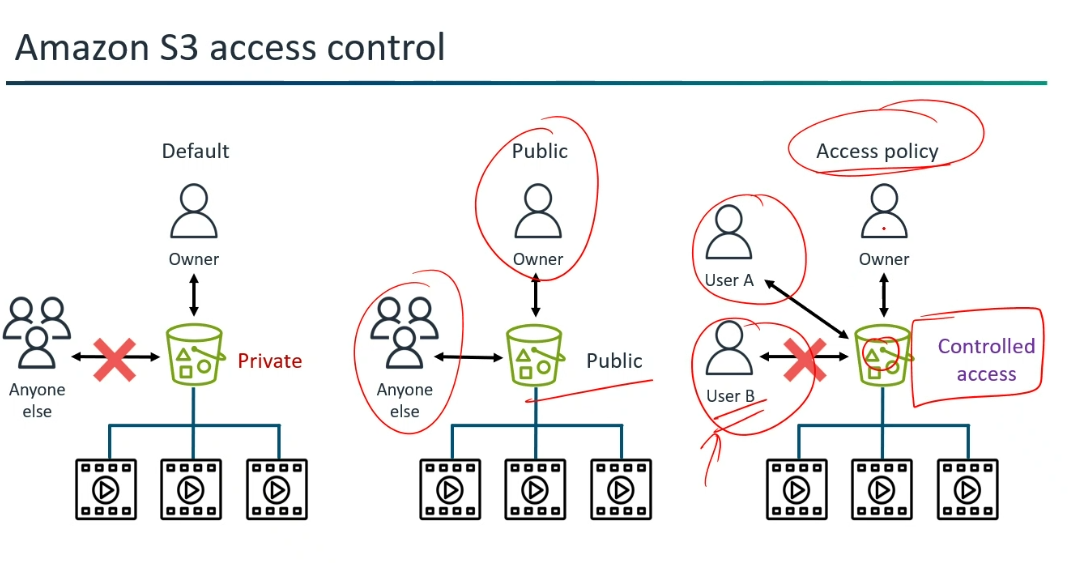 Amazon S3 access control
Default
Owner
Anyone
else
Private
Public
Owner
Anyone
else
Public
Access policy
Owner
User A
User B
Controlled
access